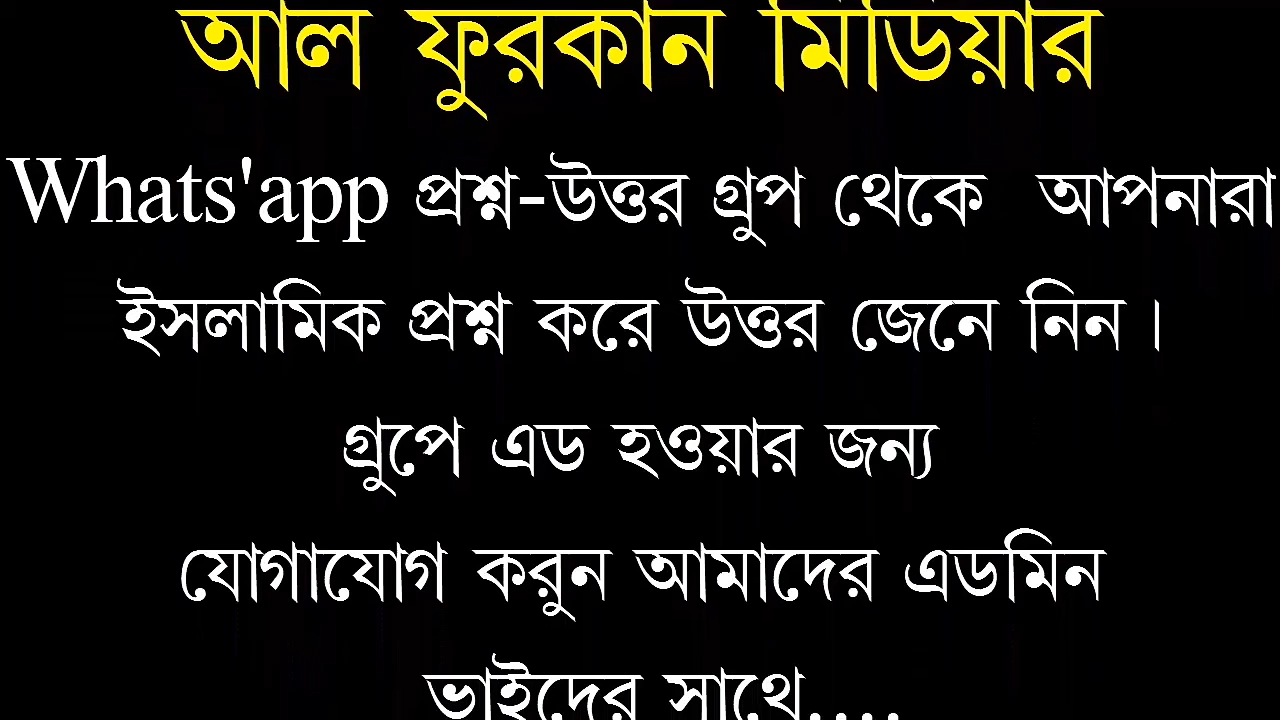 আল ফুরকান মিডিয়ার
Whats'app প্রশ্ন-উত্তর গ্রুপ থেকে আপনারা
ইসলামিক প্রশ্ন করে উত্তর জেনে নিন।
গ্রুপে এড হওয়ার জন্য
যোগাযোগ করুন আমাদের এডমিন
ভাইদের সাথে....